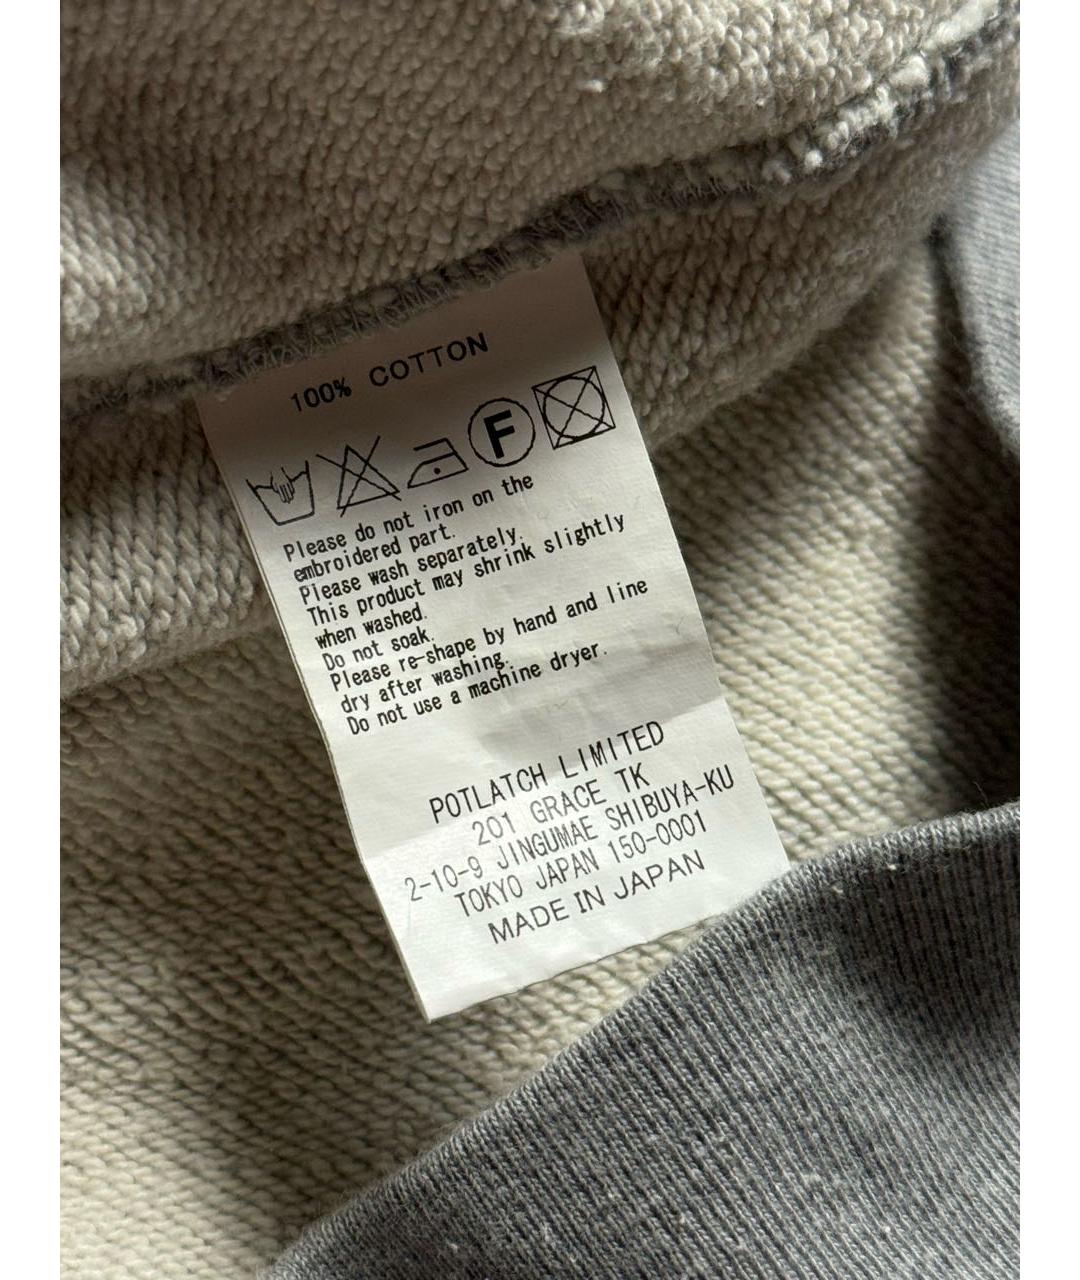 100% COTTON
F
Please do not iron on the
embroidered part.
Please wash separately.
This product may shrink slightly
when washed.
Do not soak.
Please re-shape by hand and line
dry after washing.
Do not use a machine dryer.
POTLATCH LIMITED
201 GRACE TK
2-10-9 JINGUMAE SHIBUYA-KU
TOKYO JAPAN 150-0001
MADE IN JAPAN